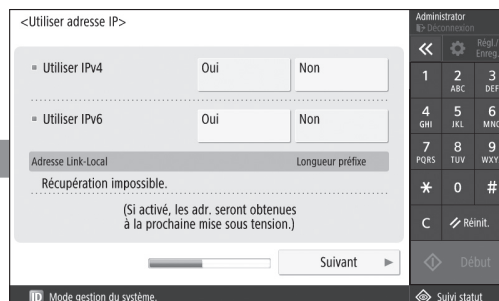 <Utiliser adresse IP>
Utiliser IPv4 Oui Non
Utiliser IPv6 Oui Non
Adresse Link-Local Longueur préfixe
Récupération impossible.
(Si activé, les adr. seront obtenues
à la prochaine mise sous tension.)
Suivant
ID Mode gestion du système.
Administrator
Déconnexion
Régl./
Enreg.
1 2 3
ABC DEF
4 5 6
GHI JKL MNO
7 8 9
PQRS TUV WXY
* 0 #
C Réinit.
Début
Suivi statut